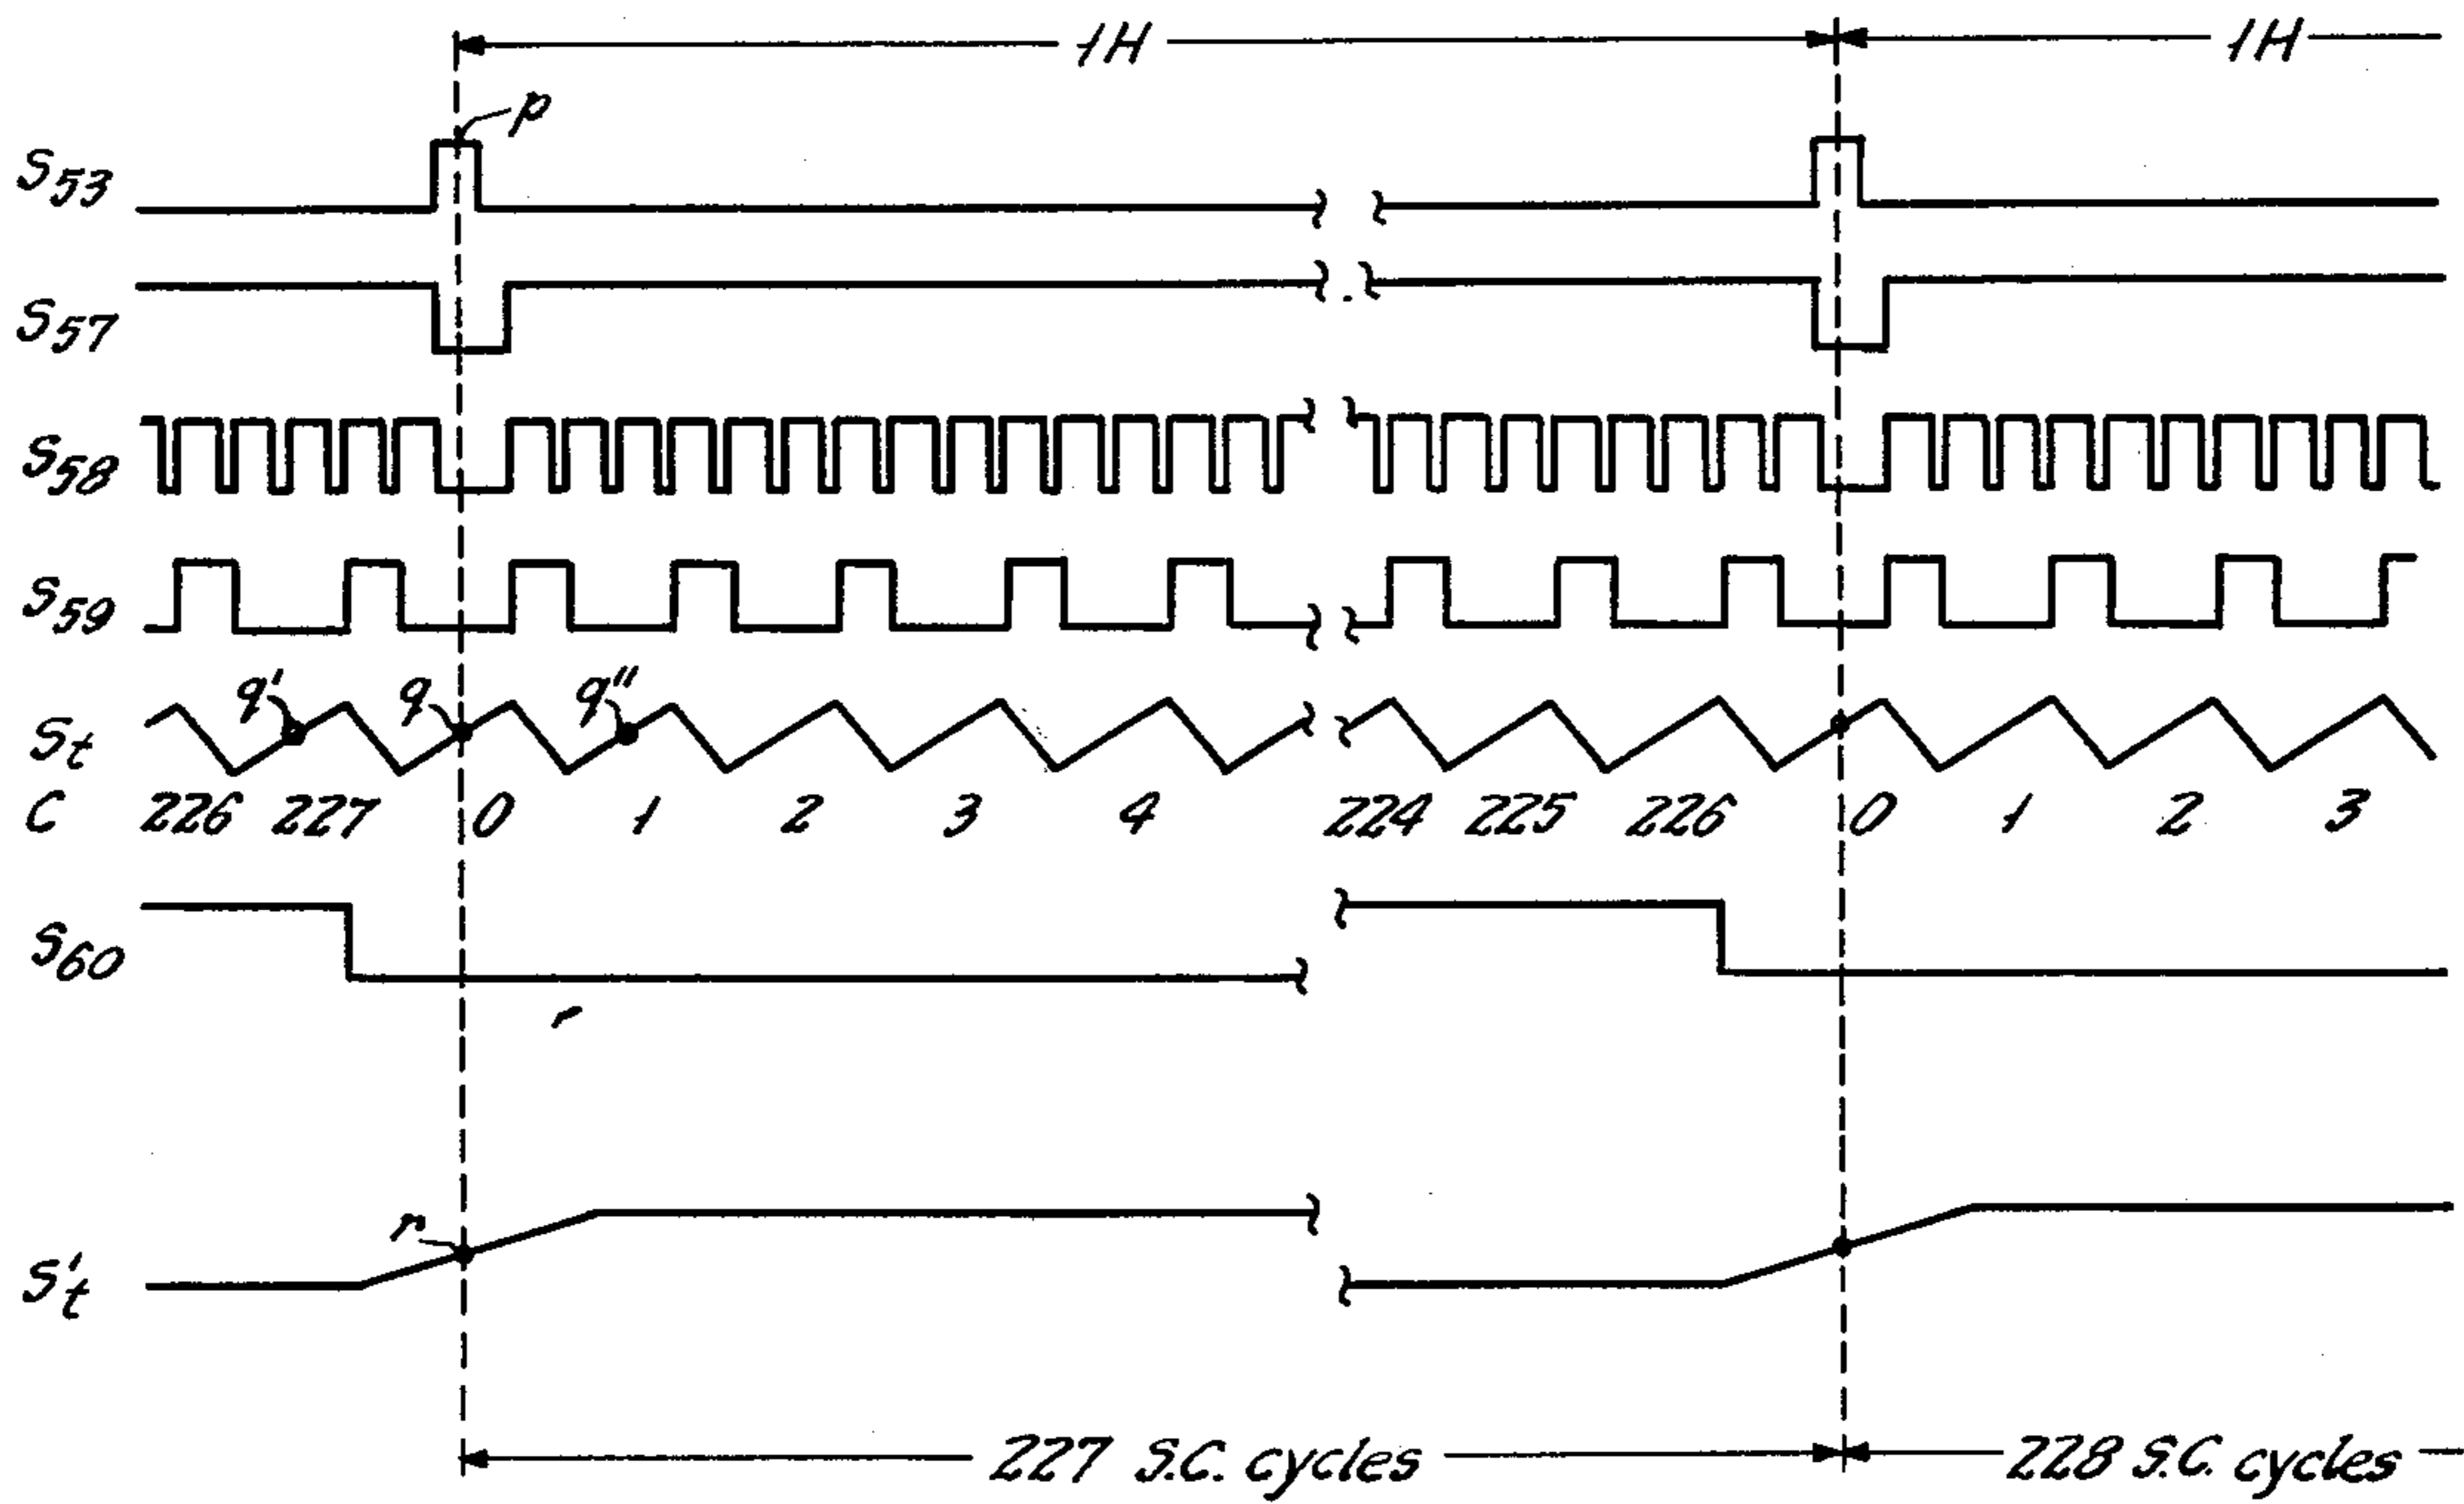 1H 1H
p
S53
S57
S58
S59
q' q q"
St
C 226 227 0 1 2 3 4 224 225 226 0 1 2 3
S60
r
S't
227 S.C. cycles 228 S.C. cycles